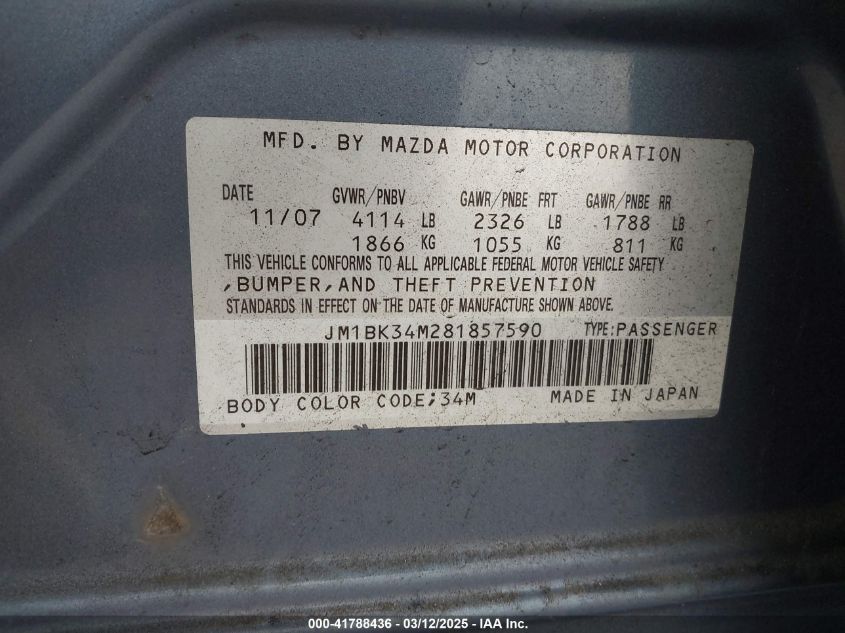 MFD. BY MAZDA MOTOR CORPORATION
DATE GVWR/PNBV GAWR/PNBE FRT GAWR/PNBE RR
11/07 4114 LB 2326 LB 1788 LB
1866 KG 1055 KG 811 KG
THIS VEHICLE CONFORMS TO ALL APPLICABLE FEDERAL MOTOR VEHICLE SAFETY
,BUMPER,AND THEFT PREVENTION
STANDARDS IN EFFECT ON THE DATE OF MANUFACTURE SHOWN ABOVE.
JM1BK34M281857590 TYPE:PASSENGER
BODY COLOR CODE;34M MADE IN JAPAN
000-41788436 - 03/12/2025 - IAA Inc.